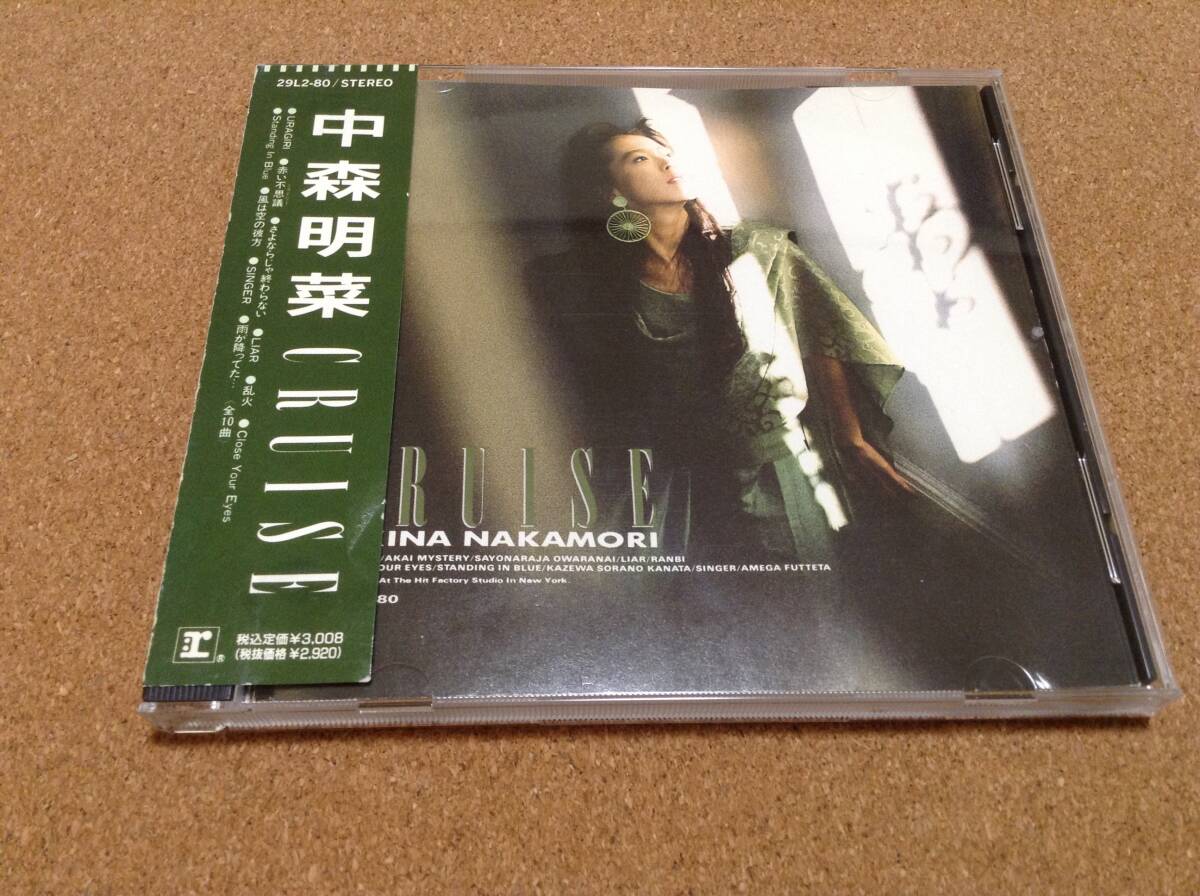 29L2-80/STEREO
中森明菜 CRUISE
●URAGIRI ●赤い不思議 ●さよならじゃ終わらない ●LIAR ●乱火 ●Close Your Eyes
●Standing In Blue ●風は空の彼方 ●SINGER ●雨が降ってた… 〈全10曲〉
r®
税込定価¥3,008
(税抜価格¥2,920)
RUISE
INA NAKAMORI
AKAI MYSTERY/SAYONARAJA OWARANAI/LIAR/RANBI
OUR EYES/STANDING IN BLUE/KAZEWA SORANO KANATA/SINGER/AMEGA FUTTETA
At The Hit Factory Studio In New York.
80